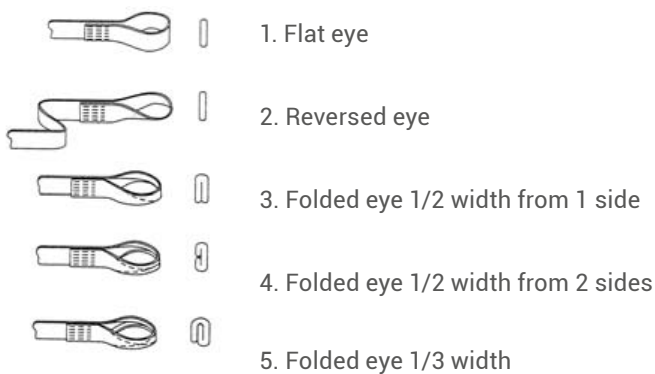 1. Flat eye
2. Reversed eye
3. Folded eye 1/2 width from 1 side
4. Folded eye 1/2 width from 2 sides
5. Folded eye 1/3 width